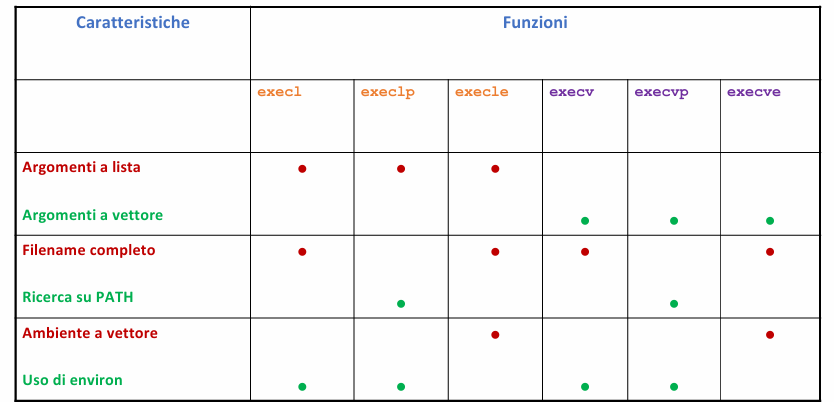 Caratteristiche Funzioni
execl execlp execle execv execvp execve
Argomenti a lista • • •
Argomenti a vettore • • •
Filename completo • • • •
Ricerca su PATH • •
Ambiente a vettore • •
Uso di environ • • • •